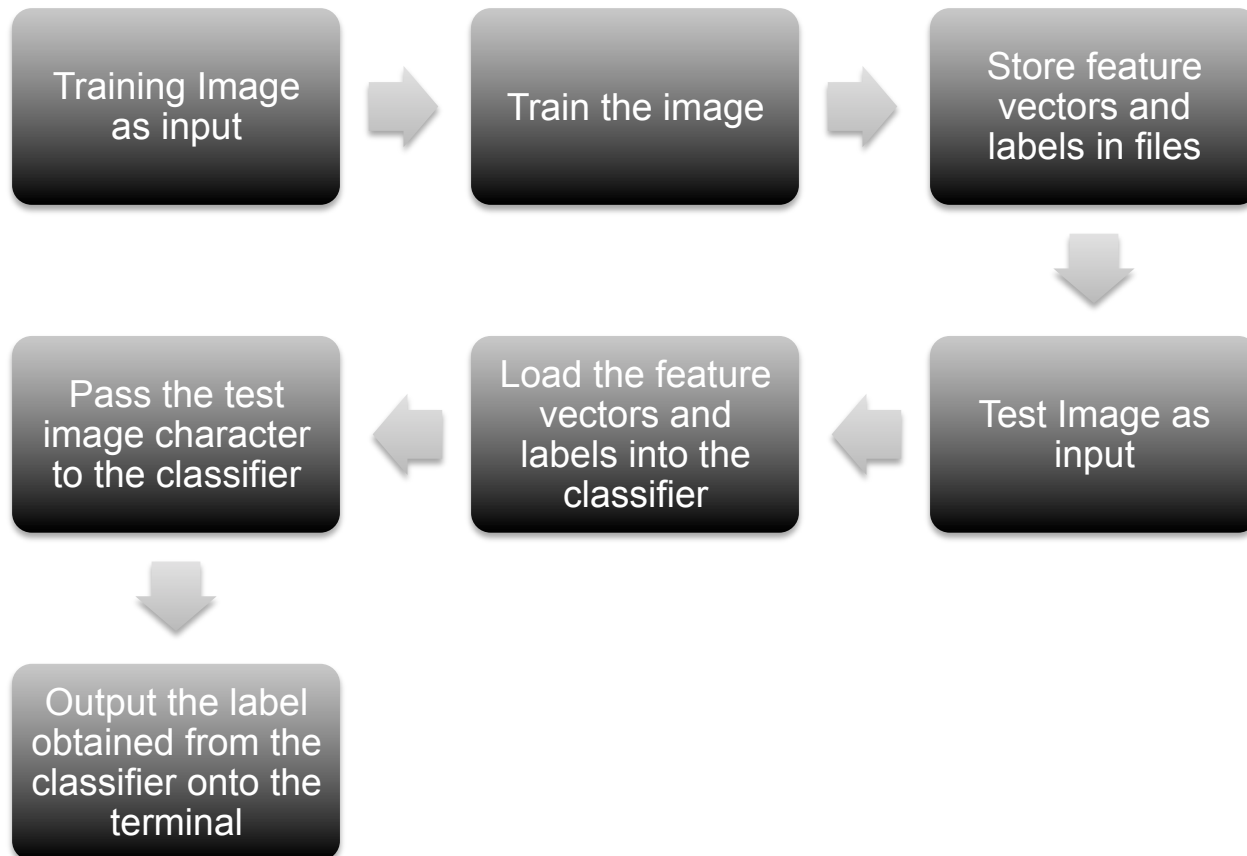 Training Image
as input
Train the image
Store feature
vectors and
labels in files
Test Image as
input
Load the feature
vectors and
labels into the
classifier
Pass the test
image character
to the classifier
Output the label
obtained from the
classifier onto the
terminal